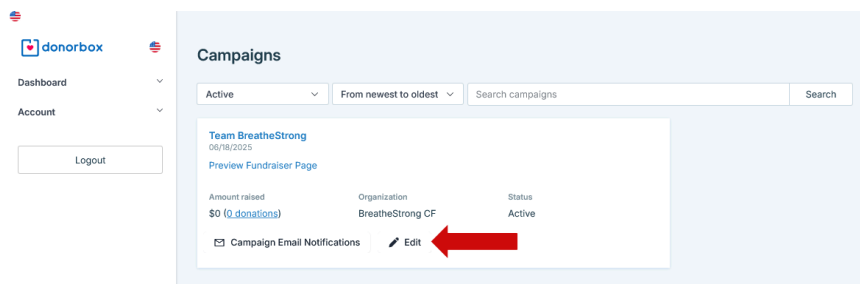 donorbox
Dashboard
Account
Logout
Campaigns
Active
From newest to oldest
Search campaigns
Search
Team BreatheStrong
06/18/2025
Preview Fundraiser Page
Amount raised
Organization
Status
$0 (0 donations)
BreatheStrong CF
Active
Campaign Email Notifications
Edit